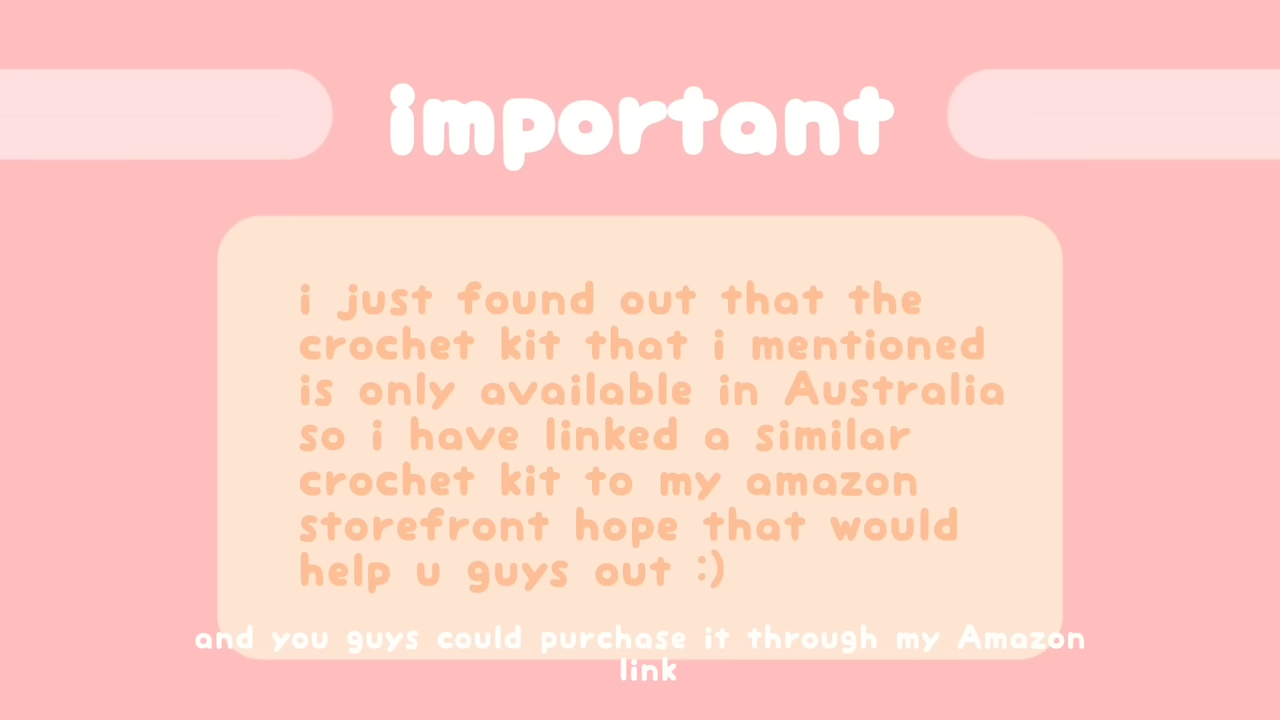 important
i just found out that the
crochet kit that i mentioned
is only available in Australia
so i have linked a similar
crochet kit to my amazon
storefront hope that would
help u guys out :)
and you guys could purchase it through my Amazon
link